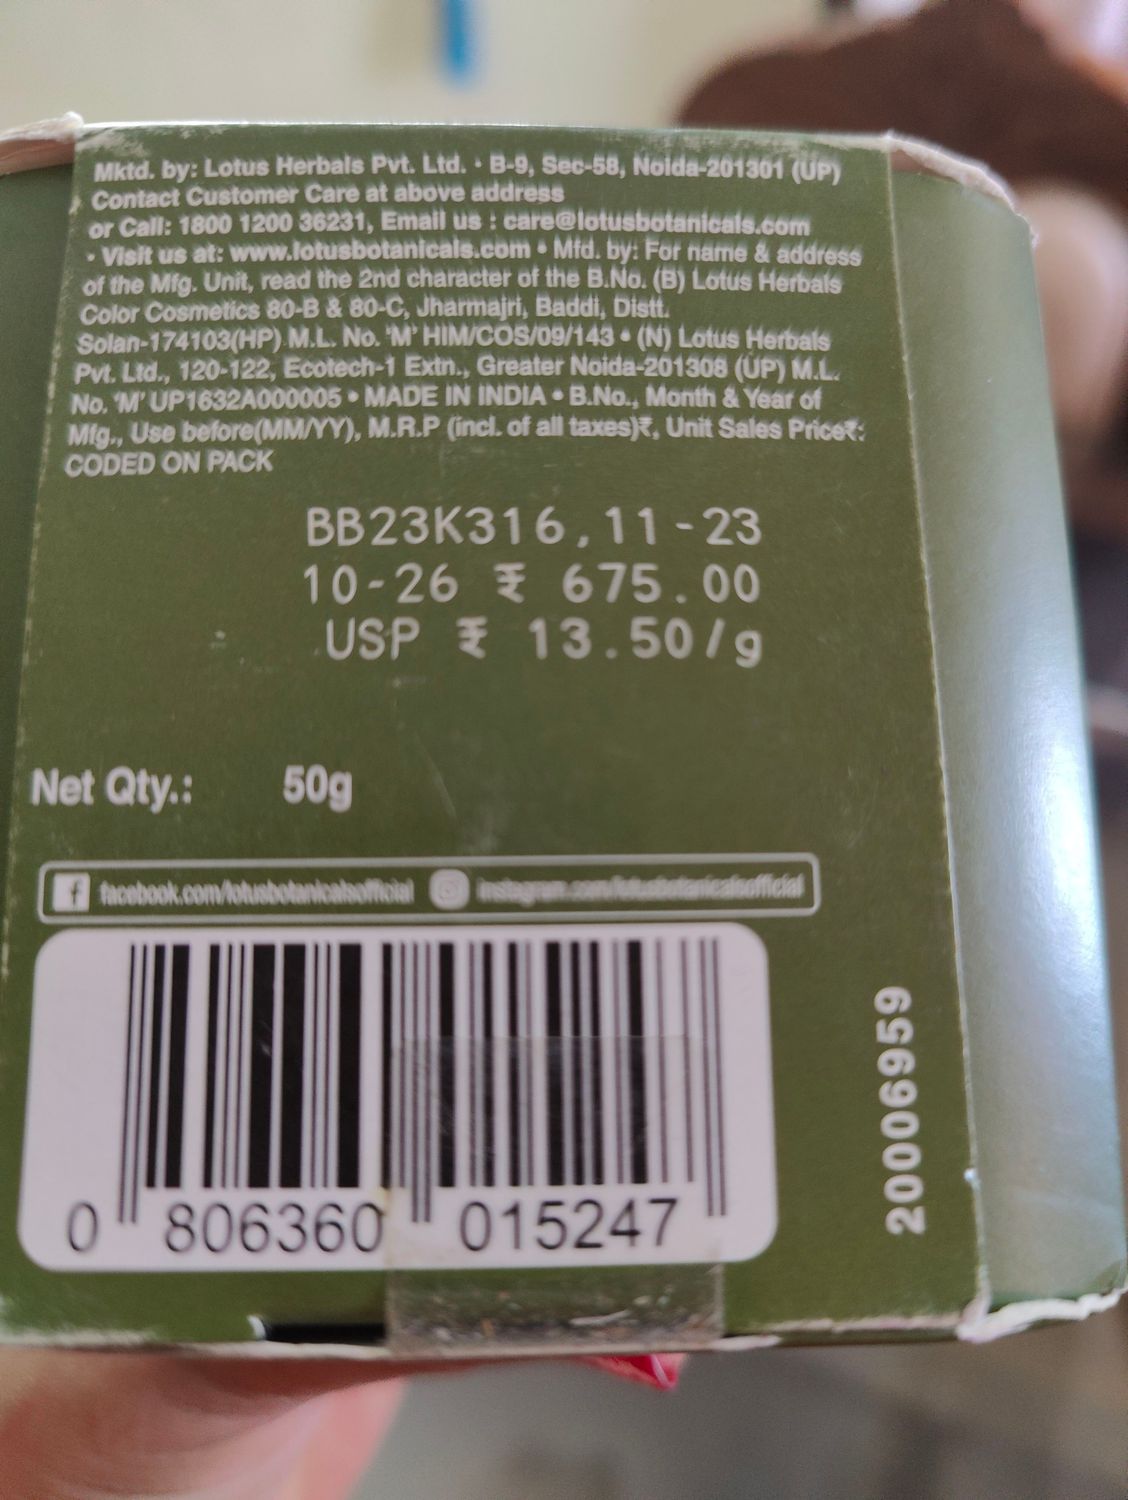 Mktd. by: Lotus Herbals Pvt. Ltd. • B-9, Sec-58, Noida-201301 (UP)
Contact Customer Care at above address
or Call: 1800 1200 36231, Email us : care@lotusbotanicals.com
• Visit us at: www.lotusbotanicals.com • Mfd. by: For name & address
of the Mfg. Unit, read the 2nd character of the B.No. (B) Lotus Herbals
Color Cosmetics 80-B & 80-C, Jharmajri, Baddi, Distt.
Solan-174103(HP) M.L. No. 'M' HIM/COS/09/143 • (N) Lotus Herbals
Pvt. Ltd., 120-122, Ecotech-1 Extn., Greater Noida-201308 (UP) M.L.
No. 'M' UP1632A000005 • MADE IN INDIA • B.No., Month & Year of
Mfg., Use before(MM/YY), M.R.P (incl. of all taxes)₹, Unit Sales Price₹:
CODED ON PACK
BB23K316,11-23
10-26 ₹ 675.00
USP ₹ 13.50/g
Net Qty.: 50g
facebook.com/lotusbotanicalsofficial instagram.com/lotusbotanicalsofficial
0 806360 015247
20006959